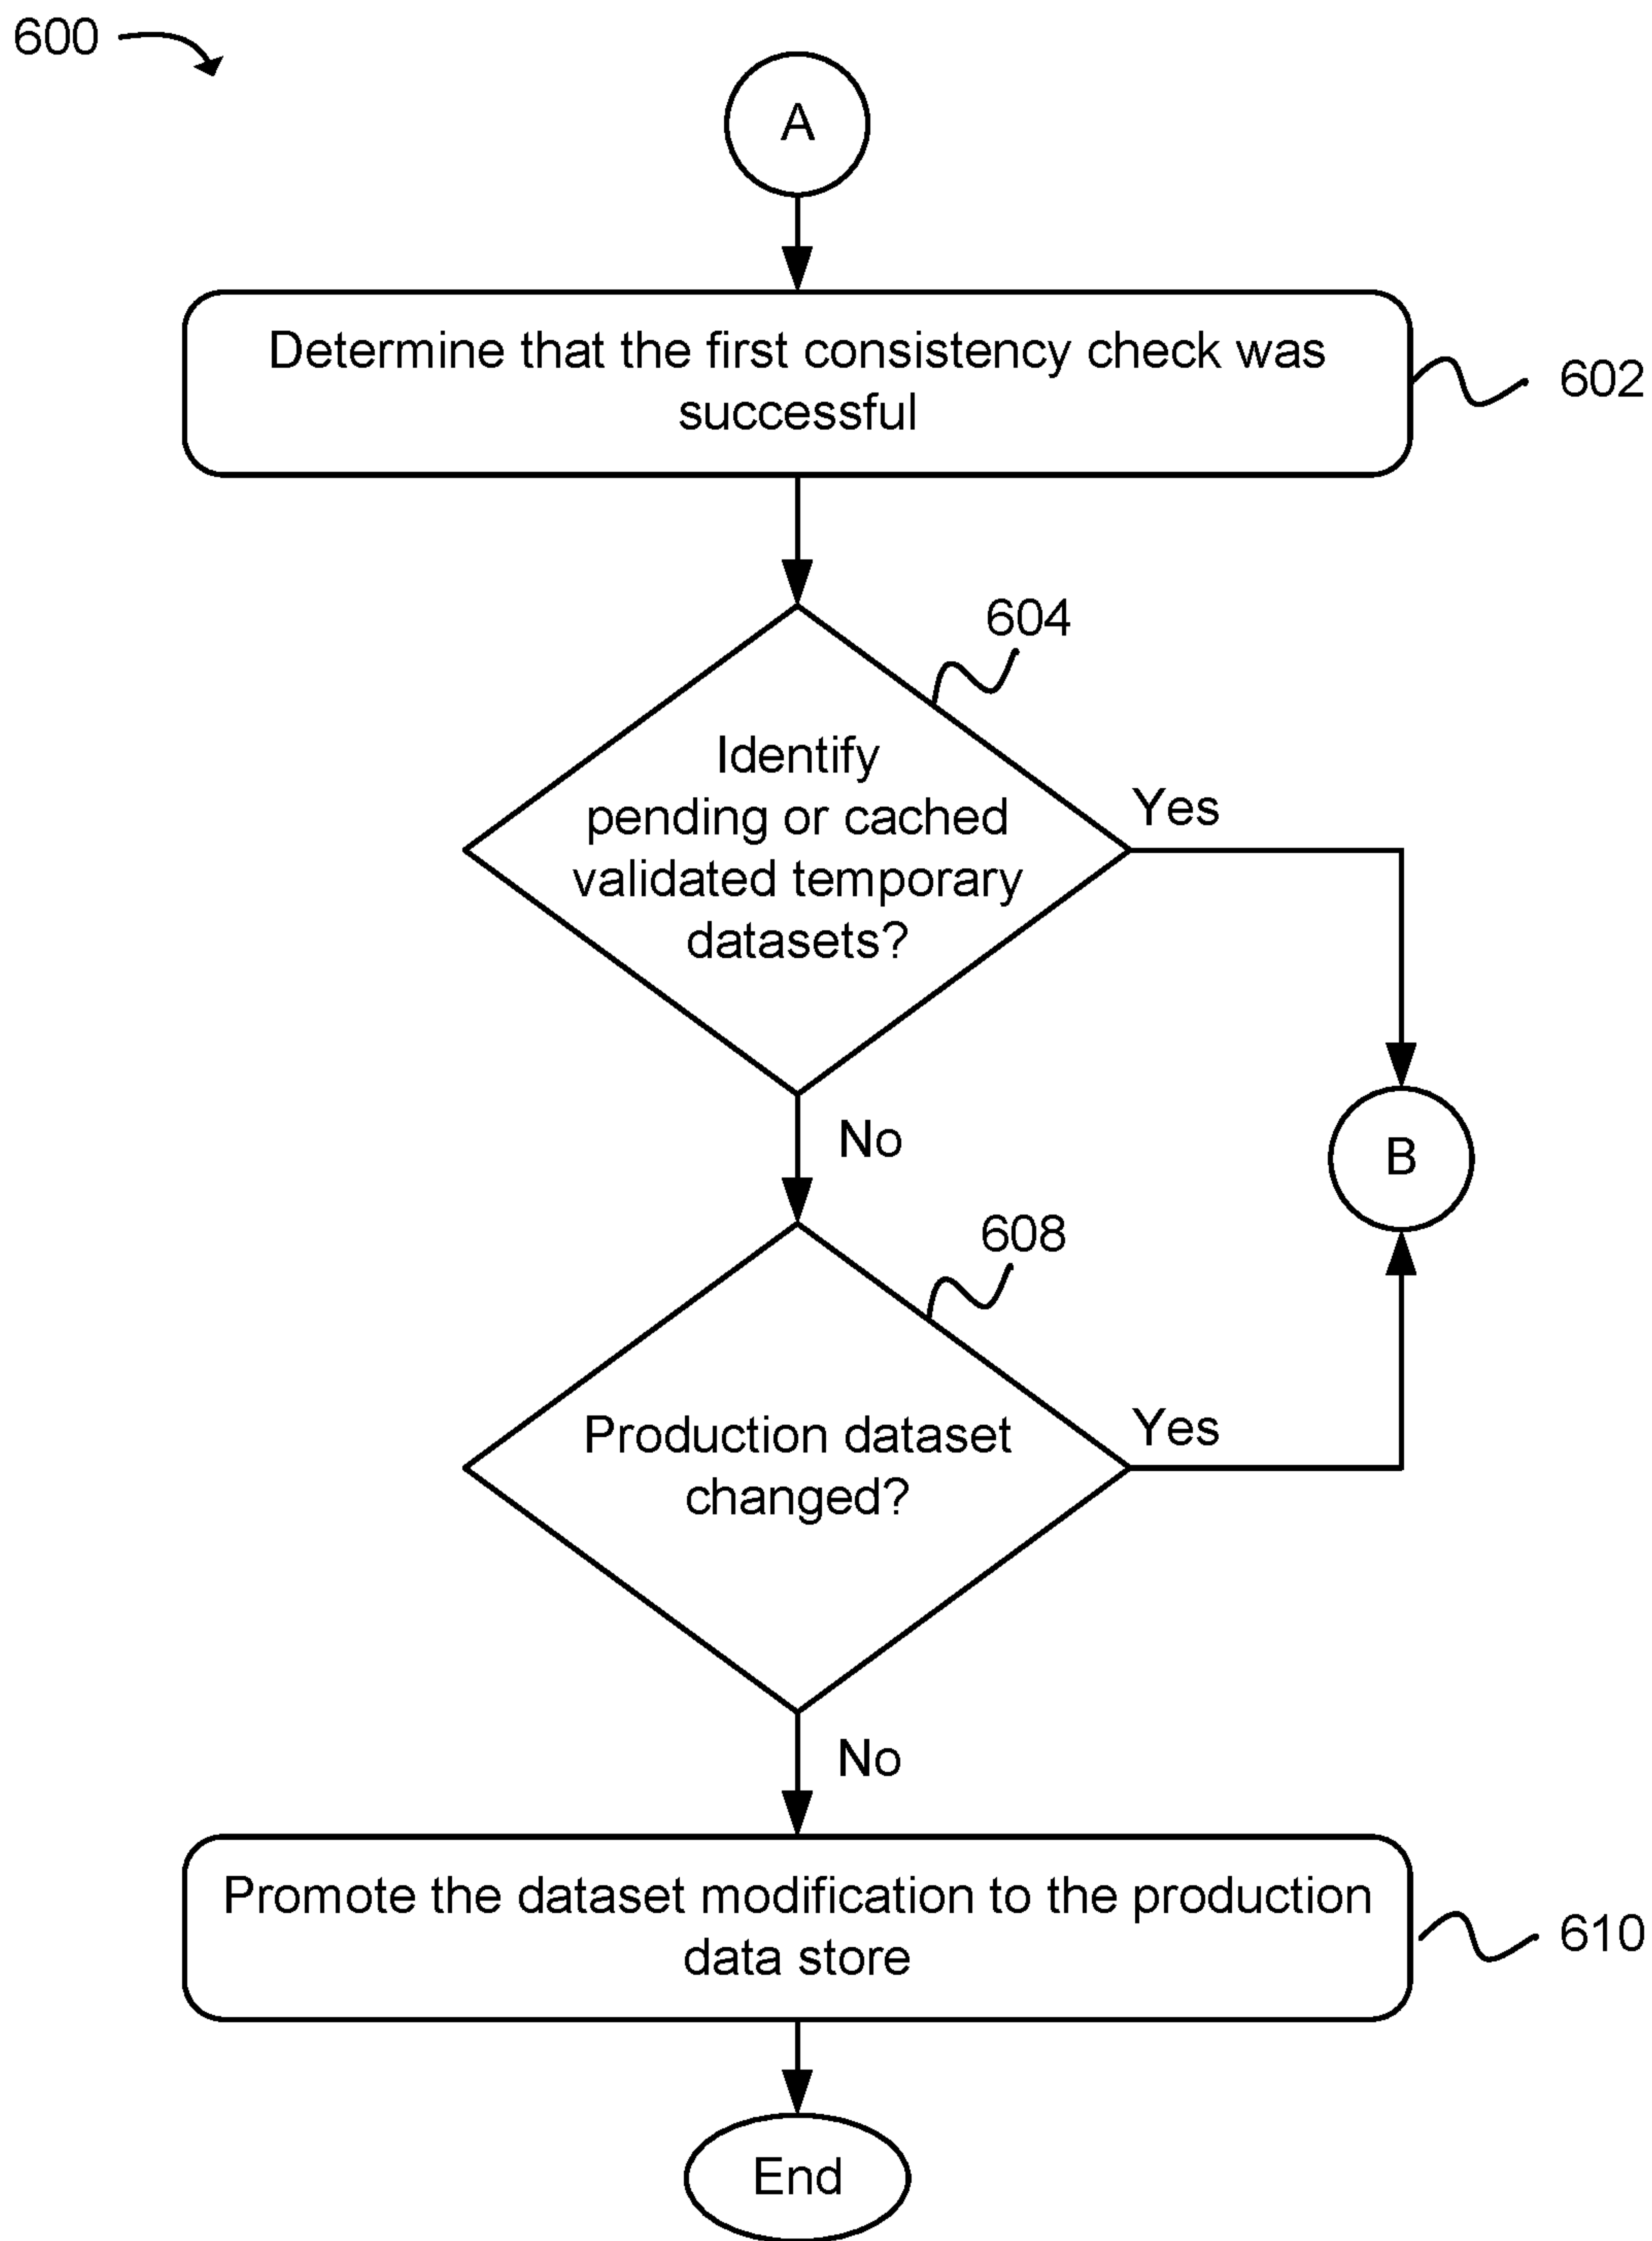 600
A
Determine that the first consistency check was
successful
602
604
Identify
pending or cached
validated temporary
datasets?
Yes
No
B
608
Production dataset
changed?
Yes
No
Promote the dataset modification to the production
data store
610
End